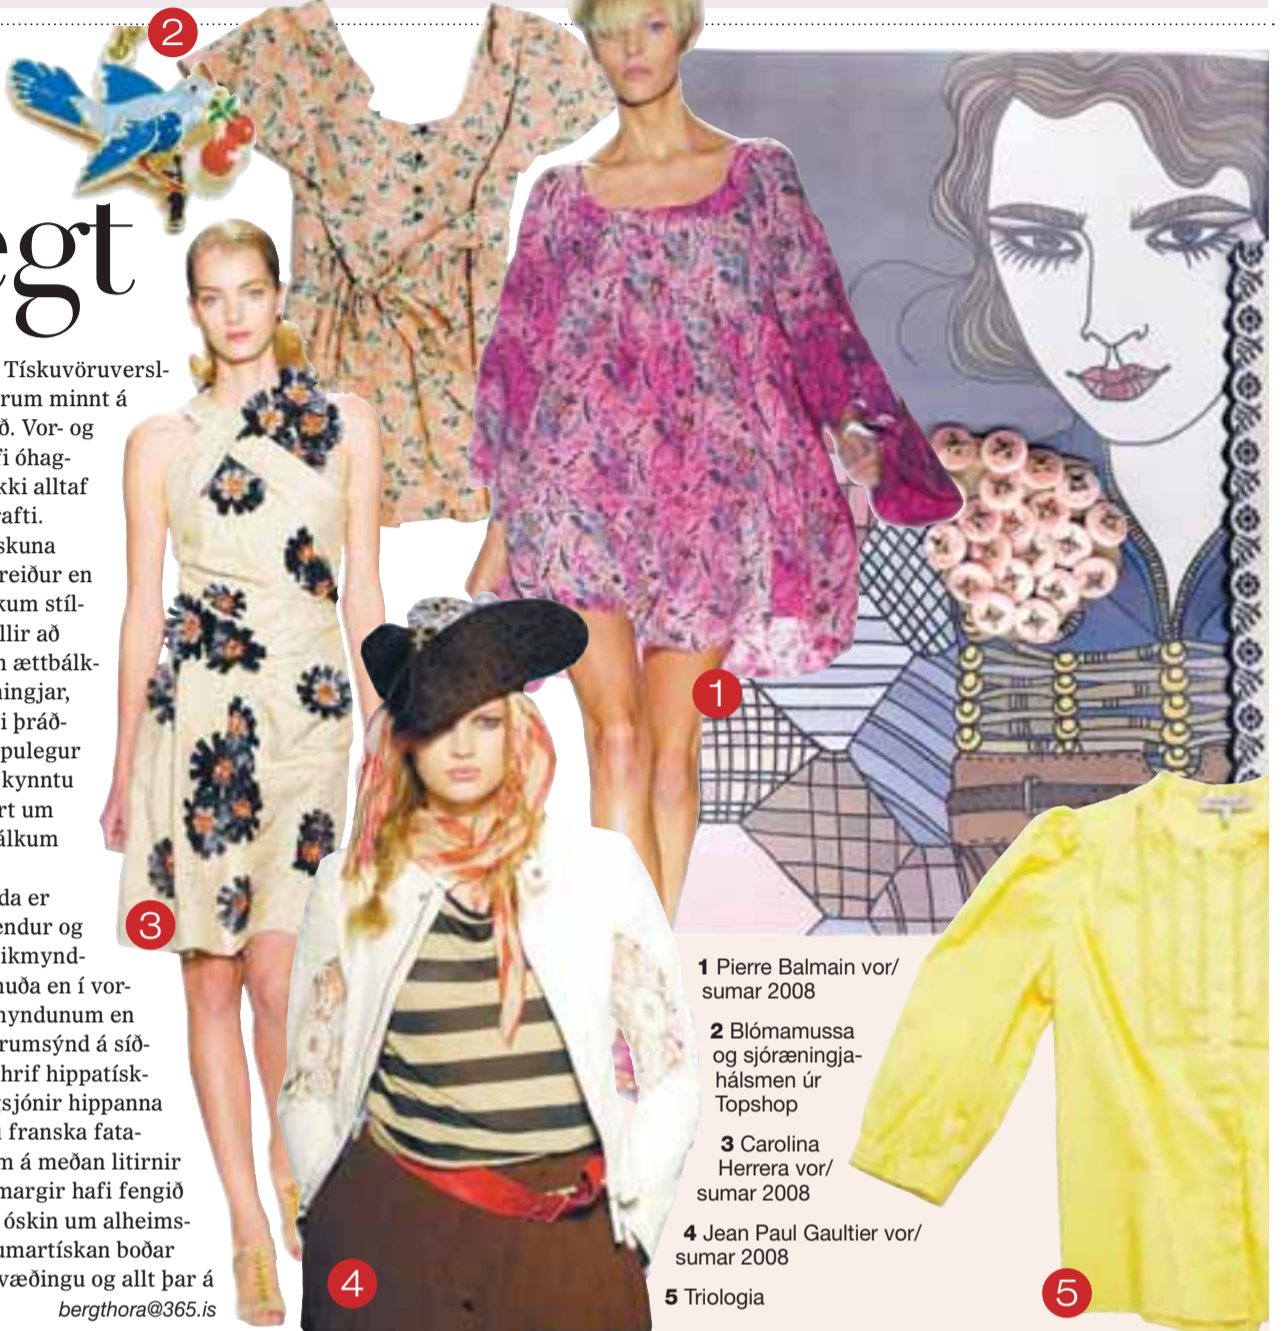 2
egt
Tískuvöruversl-
rum minnt á
ð. Vor- og
fi óhag-
kki alltaf
rafti.
skuna
reiður en
kum stíl-
llir að
n ættbálk-
ningjar,
i þráð-
pulegur
kynntu
rt um
álkum
da er
endur og
ikmynd-
nuða en í vor-
nyndunum en
rumsýnd á síð-
hrif hippatísk-
gsjónir hippanna
franska fata-
m á meðan litirnir
margir hafi fengið
óskin um alheims-
umartískan boðar
væðingu og allt þar á
bergthora@365.is
1
3
4
5
1 Pierre Balmain vor/
sumar 2008
2 Blómamussa
og sjóræningja-
hálsmen úr
Topshop
3 Carolina
Herrera vor/
sumar 2008
4 Jean Paul Gaultier vor/
sumar 2008
5 Triologia